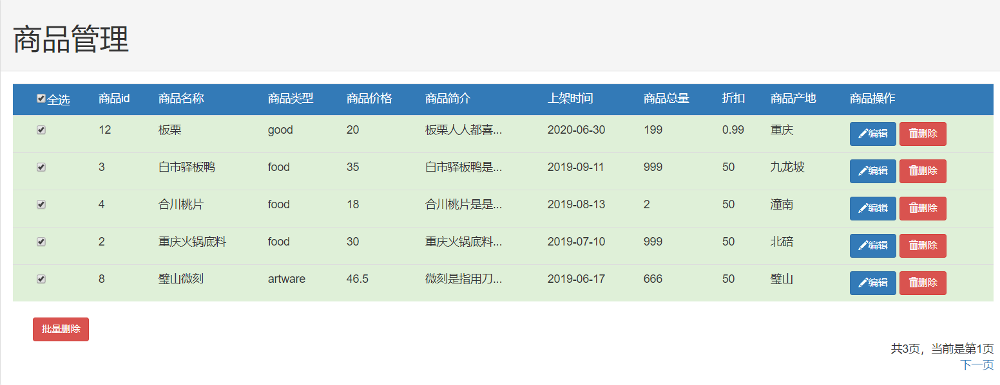 商品管理
全选 商品id 商品名称 商品类型 商品价格 商品简介 上架时间 商品总量 折扣 商品产地 商品操作
12 板栗 good 20 板栗人人都喜... 2020-06-30 199 0.99 重庆 编辑 删除
3 白市驿板鸭 food 35 白市驿板鸭是... 2019-09-11 999 50 九龙坡 编辑 删除
4 合川桃片 food 18 合川桃片是是... 2019-08-13 2 50 潼南 编辑 删除
2 重庆火锅底料 food 30 重庆火锅底料... 2019-07-10 999 50 北碚 编辑 删除
8 璧山微刻 artware 46.5 微刻是指用刀... 2019-06-17 666 50 璧山 编辑 删除
批量删除
共3页，当前是第1页
下一页